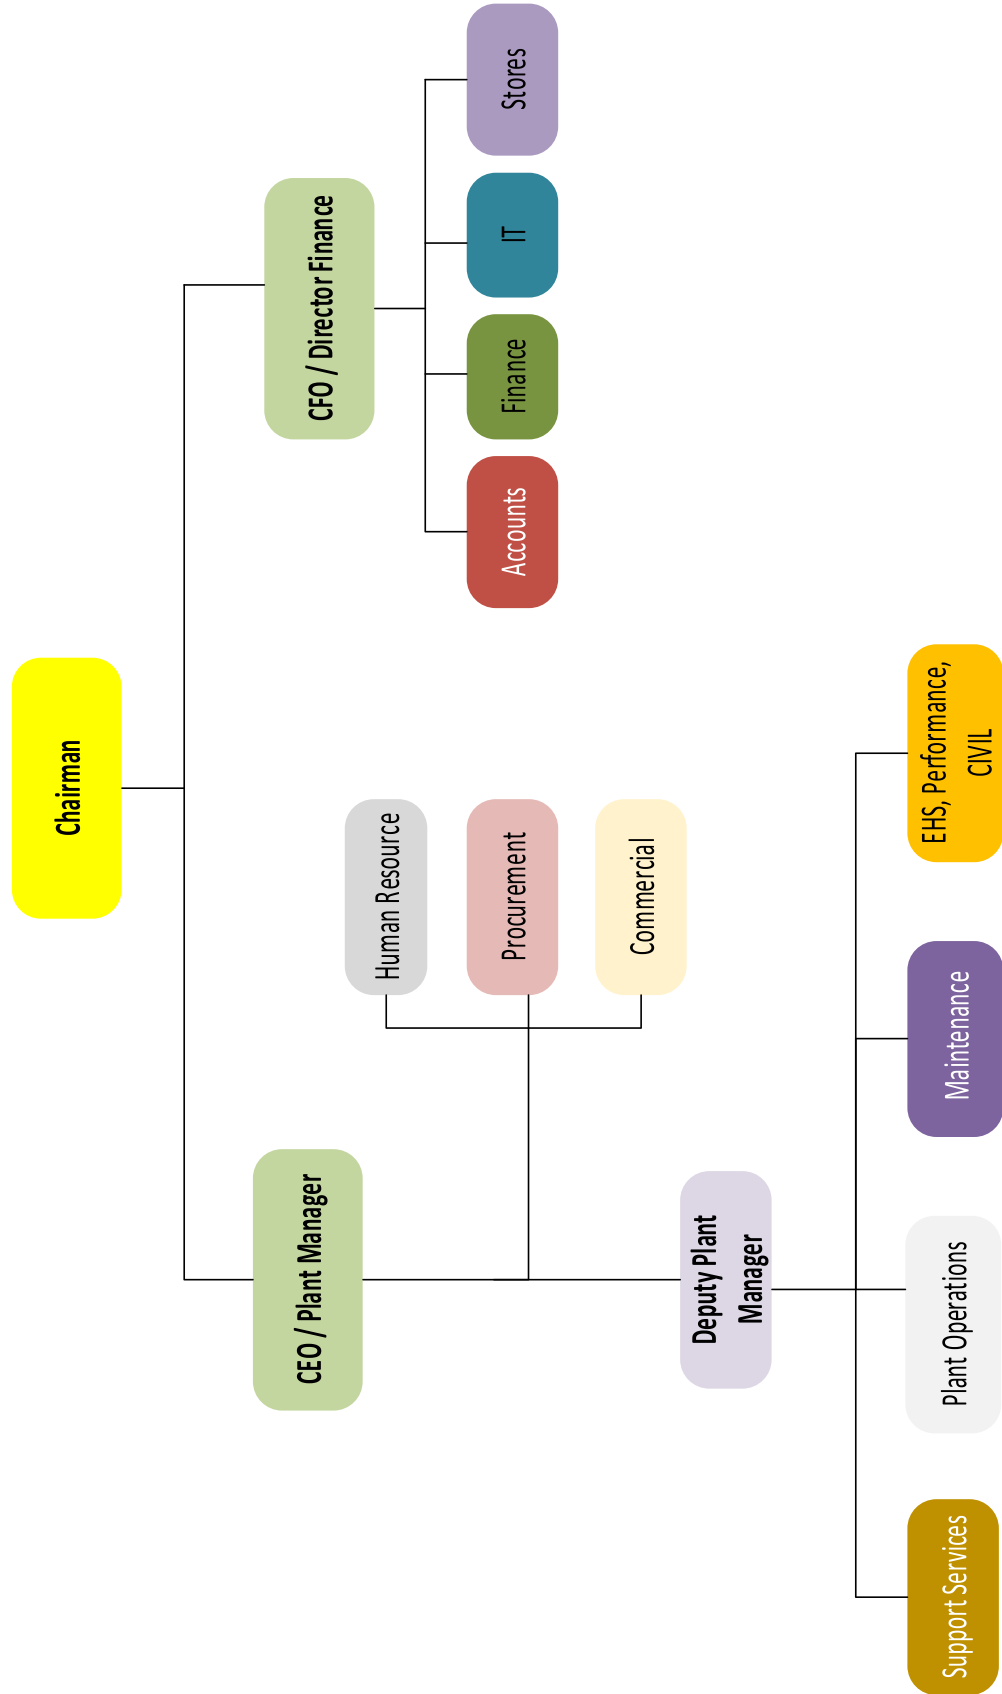 Chairman
CEO / Plant Manager
CFO / Director Finance
Human Resource
Procurement
Commercial
Accounts
Finance
IT
Stores
Deputy Plant
Manager
Support Services
Plant Operations
Maintenance
EHS, Performance,
CIVIL